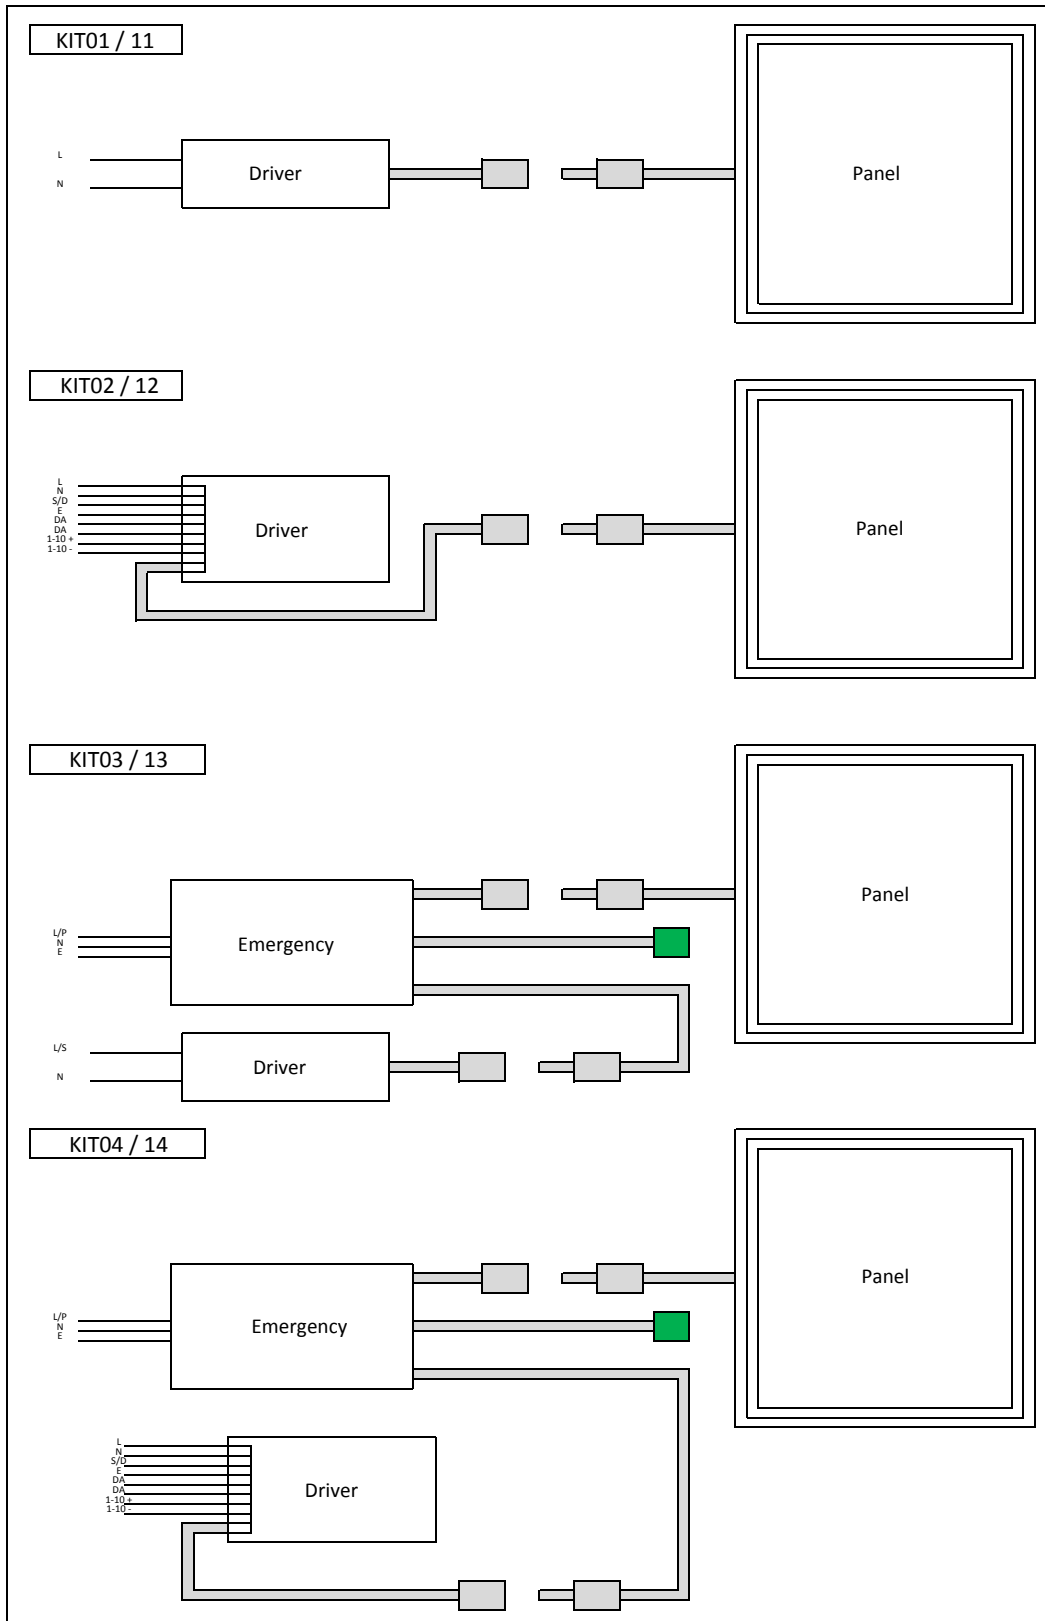 KIT01 / 11
L
N
Driver
Panel
KIT02 / 12
L
N
S/D
E
DA
DA
1-10 +
1-10 -
Driver
Panel
KIT03 / 13
L/P
N
E
Emergency
Panel
L/S
N
Driver
KIT04 / 14
L/P
N
E
Emergency
Panel
L
N
S/D
E
DA
DA
1-10 +
1-10 -
Driver